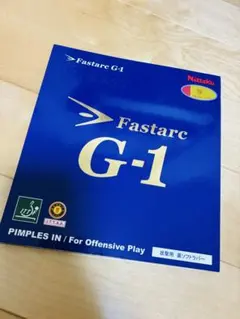 Fastarc G-1
Nittaku
Fastarc
G-1
PIMPLES IN / For Offensive Play